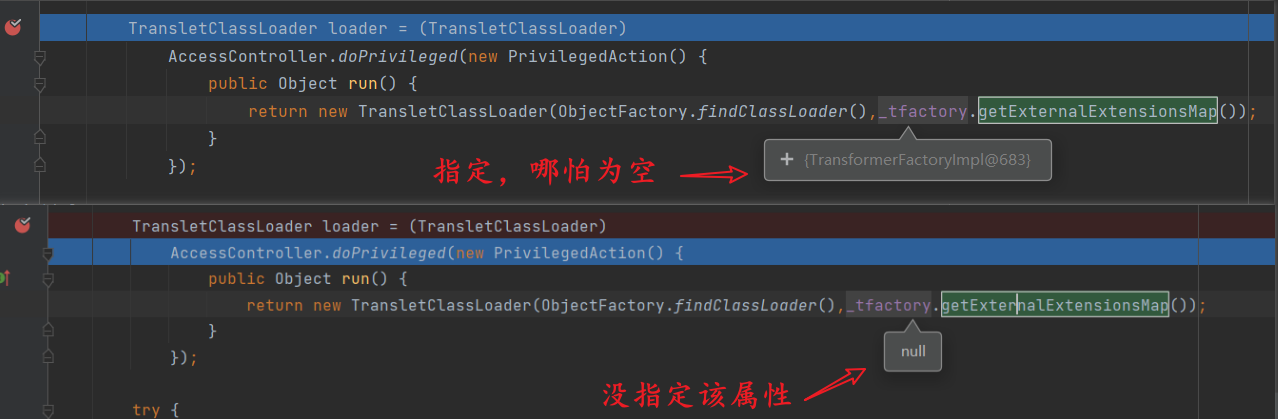 TransletClassLoader loader = (TransletClassLoader)
AccessController.doPrivileged(new PrivilegedAction() {
public Object run() {
return new TransletClassLoader(ObjectFactory.findClassLoader(),_tfactory.getExternalExtensionsMap());
}
+ {TransformerFactoryImpl@683}
});
指定，哪怕为空
TransletClassLoader loader = (TransletClassLoader)
AccessController.doPrivileged(new PrivilegedAction() {
public Object run() {
return new TransletClassLoader(ObjectFactory.findClassLoader(),_tfactory.getExternalExtensionsMap());
}
null
});
没指定该属性
try {